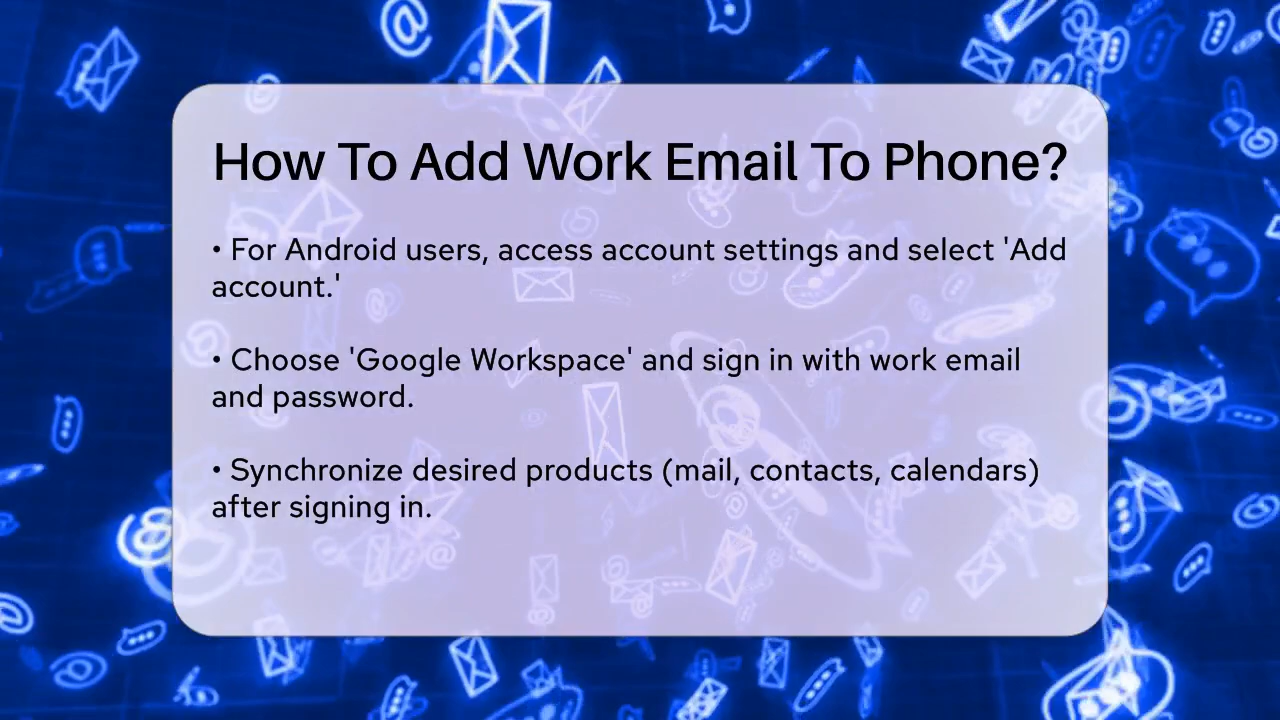 How To Add Work Email To Phone?
• For Android users, access account settings and select 'Add
account.'
• Choose 'Google Workspace' and sign in with work email
and password.
• Synchronize desired products (mail, contacts, calendars)
after signing in.